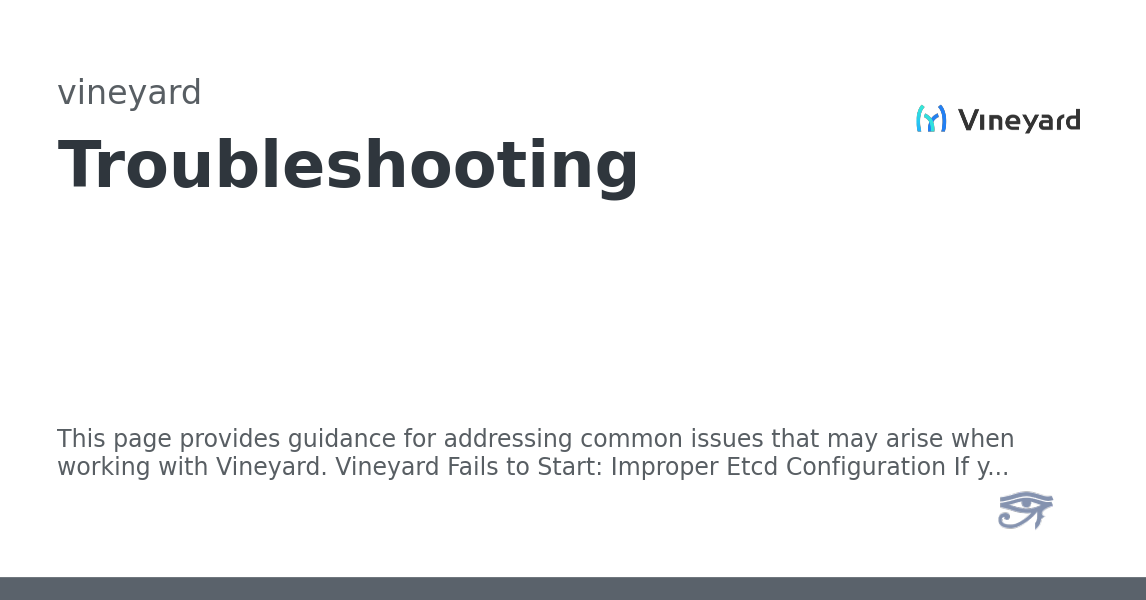 vineyard
Vineyard
Troubleshooting
This page provides guidance for addressing common issues that may arise when
working with Vineyard. Vineyard Fails to Start: Improper Etcd Configuration If y...